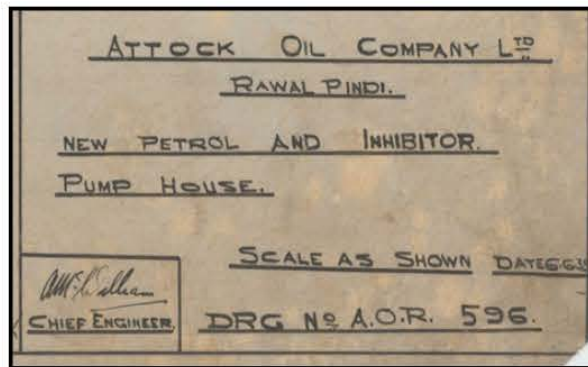 ATTOCK OIL COMPANY LTD
RAWAL PINDI.
NEW PETROL AND INHIBITOR.
PUMP HOUSE.
SCALE AS SHOWN DATE
CHIEF ENGINEER.
DRG No A.O.R. 596.